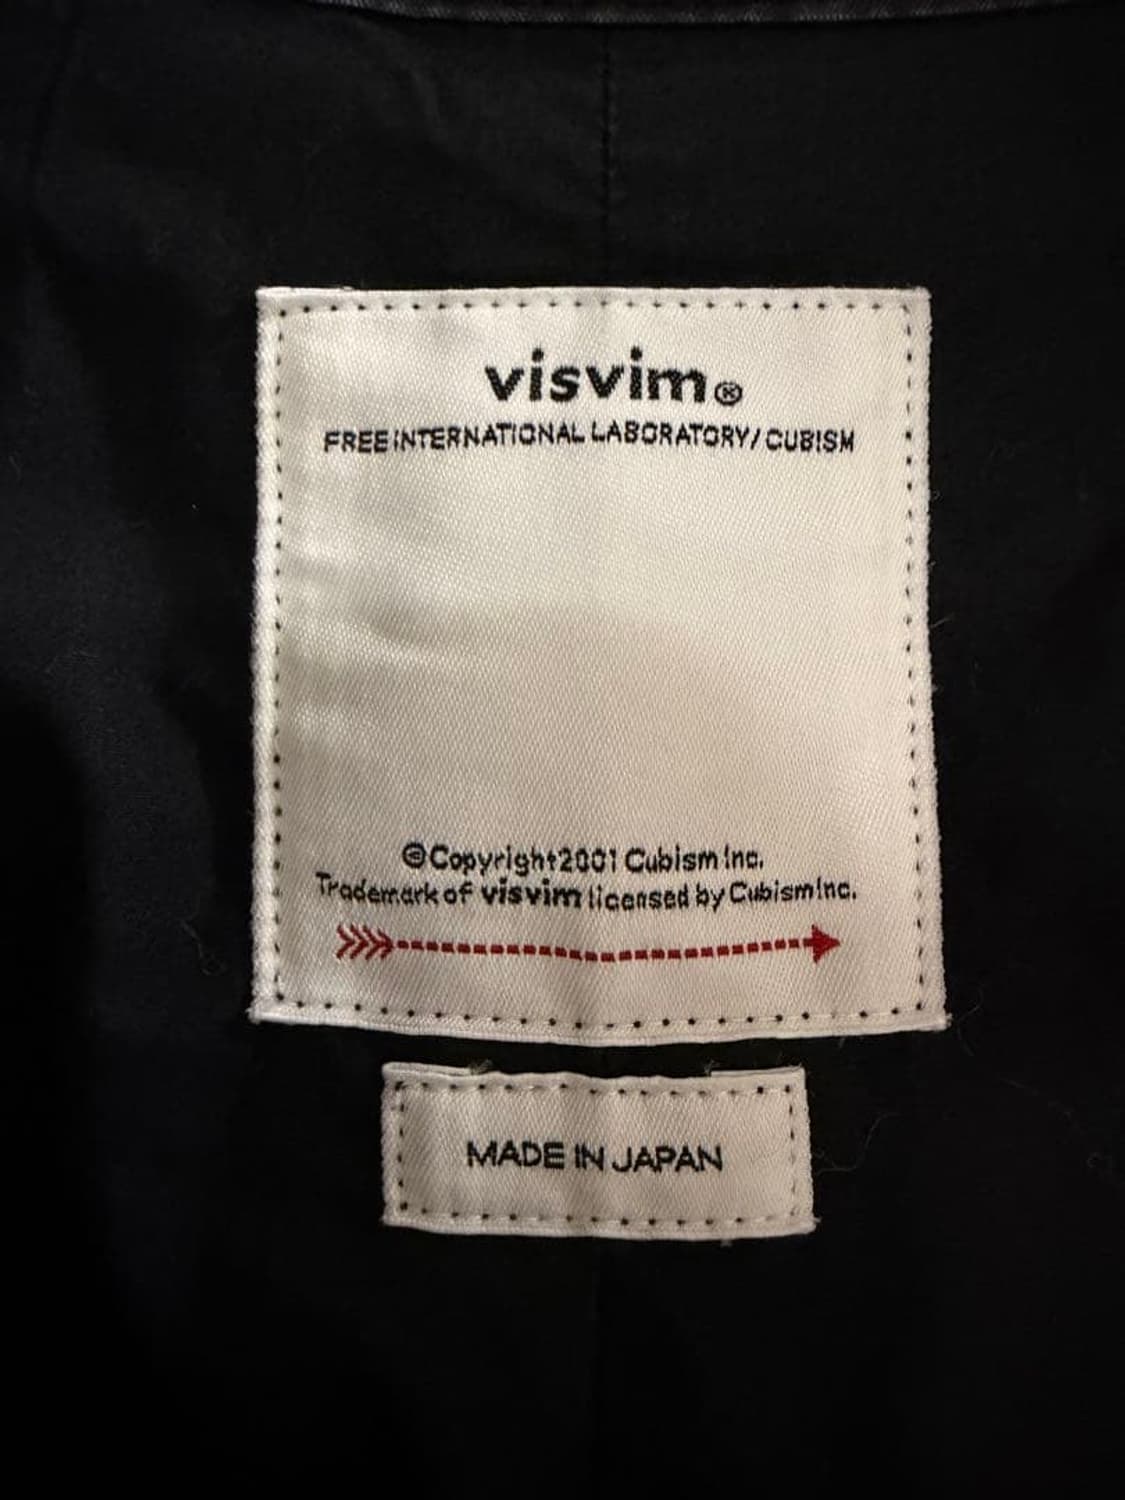 visvim®
FREE INTERNATIONAL LABORATORY/CUBISM
©Copyright2001 Cubism Inc.
Trademark of visvim licensed by Cubism Inc.
MADE IN JAPAN